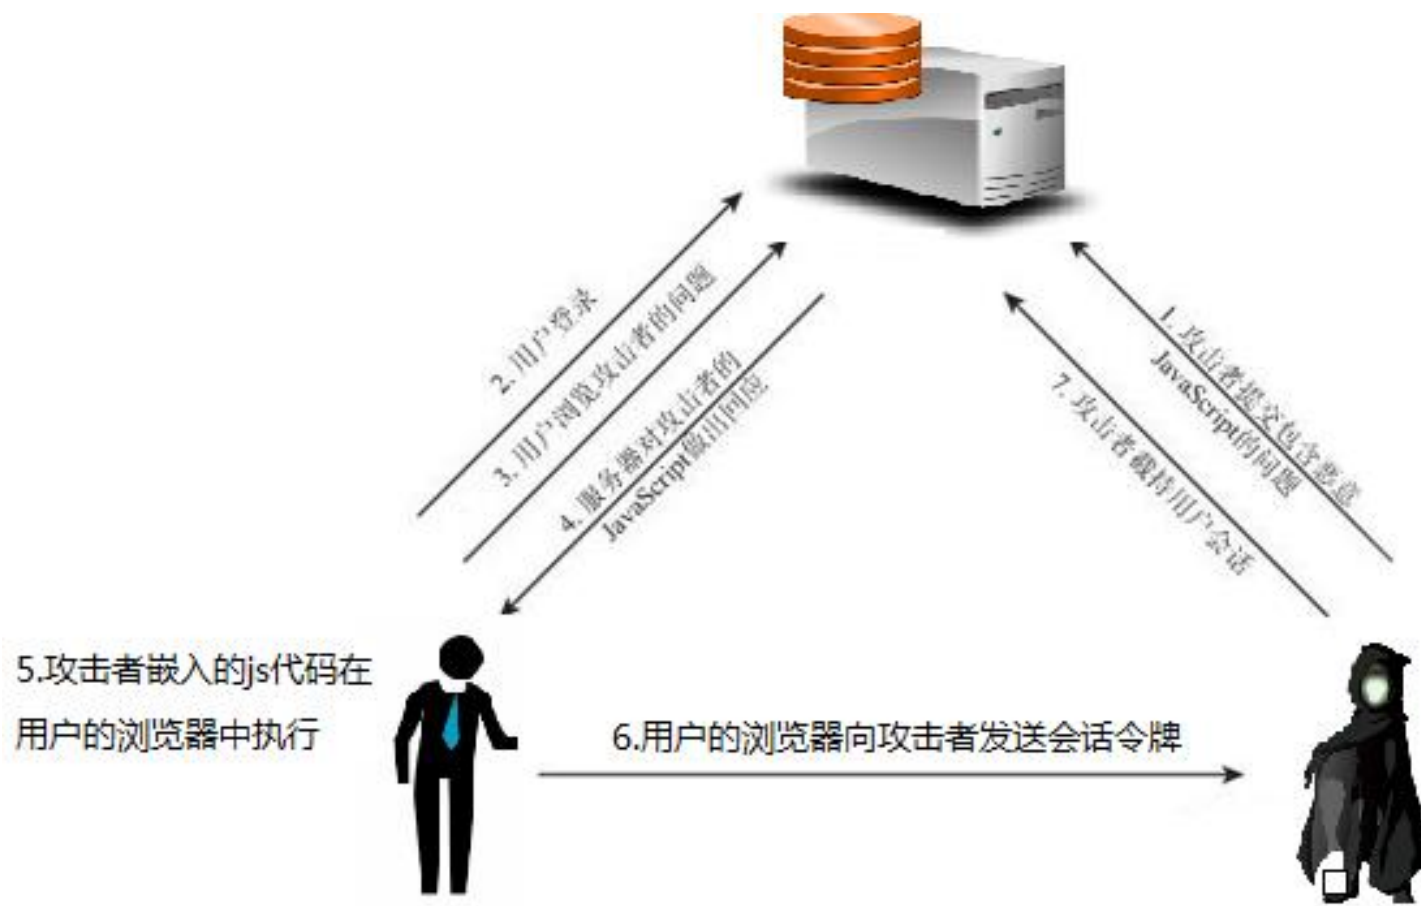 2. 用户登录
3. 用户浏览攻击者的问题
4. 服务器对攻击者的
JavaScript做出回应
1. 攻击者提交包含恶意
JavaScript的问题
7. 攻击者截持用户会话
5.攻击者嵌入的js代码在
用户的浏览器中执行
6.用户的浏览器向攻击者发送会话令牌